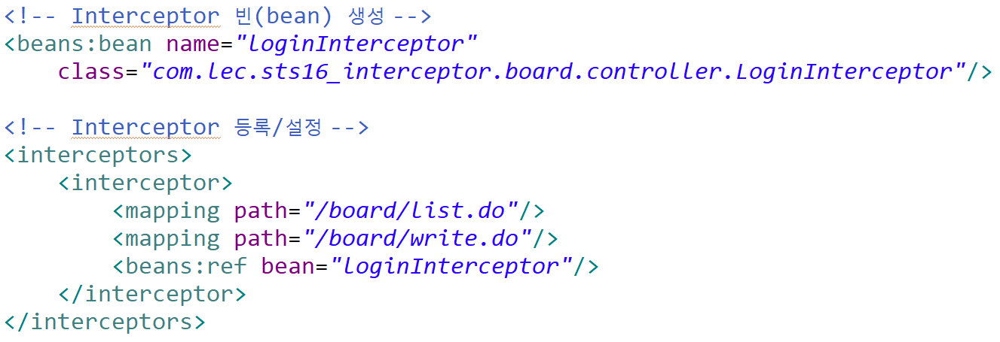 <!-- Interceptor 빈(bean) 생성 -->
<beans:bean name="loginInterceptor"
    class="com.lec.sts16_interceptor.board.controller.LoginInterceptor"/>

<!-- Interceptor 등록/설정 -->
<interceptors>
    <interceptor>
        <mapping path="/board/list.do"/>
        <mapping path="/board/write.do"/>
        <beans:ref bean="loginInterceptor"/>
    </interceptor>
</interceptors>